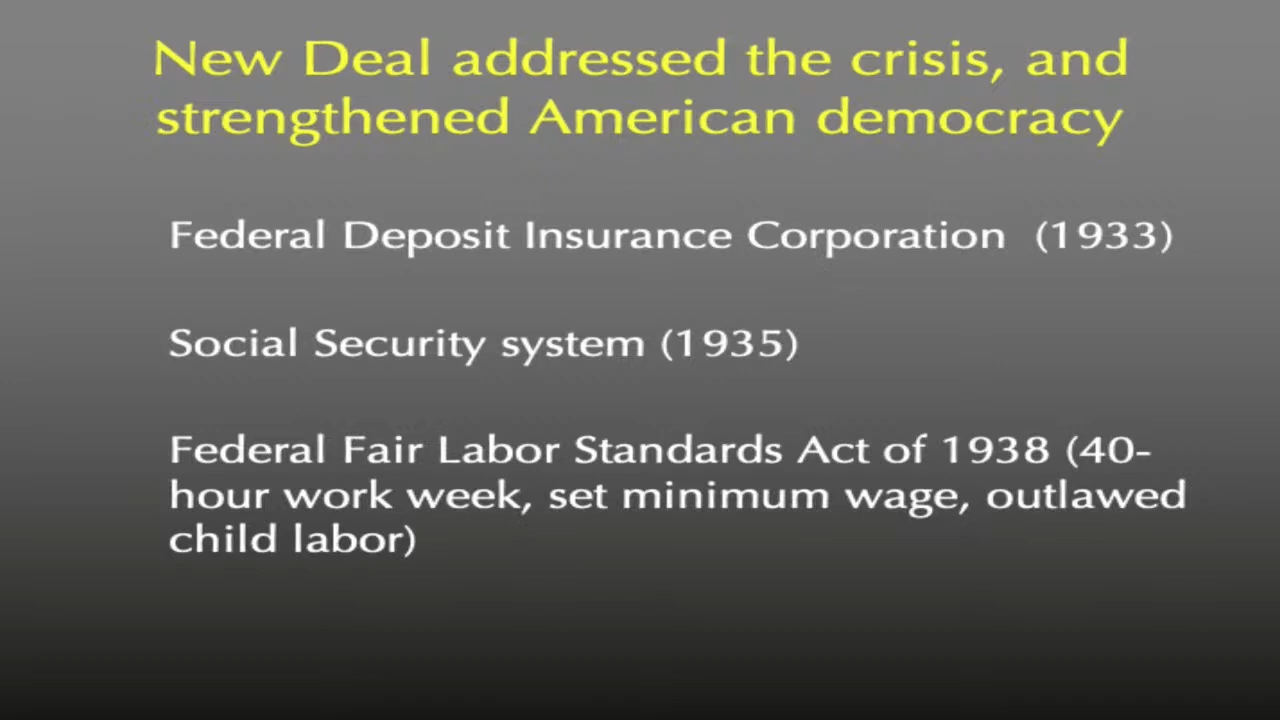 New Deal addressed the crisis, and
strengthened American democracy
Federal Deposit Insurance Corporation (1933)
Social Security system (1935)
Federal Fair Labor Standards Act of 1938 (40-
hour work week, set minimum wage, outlawed
child labor)